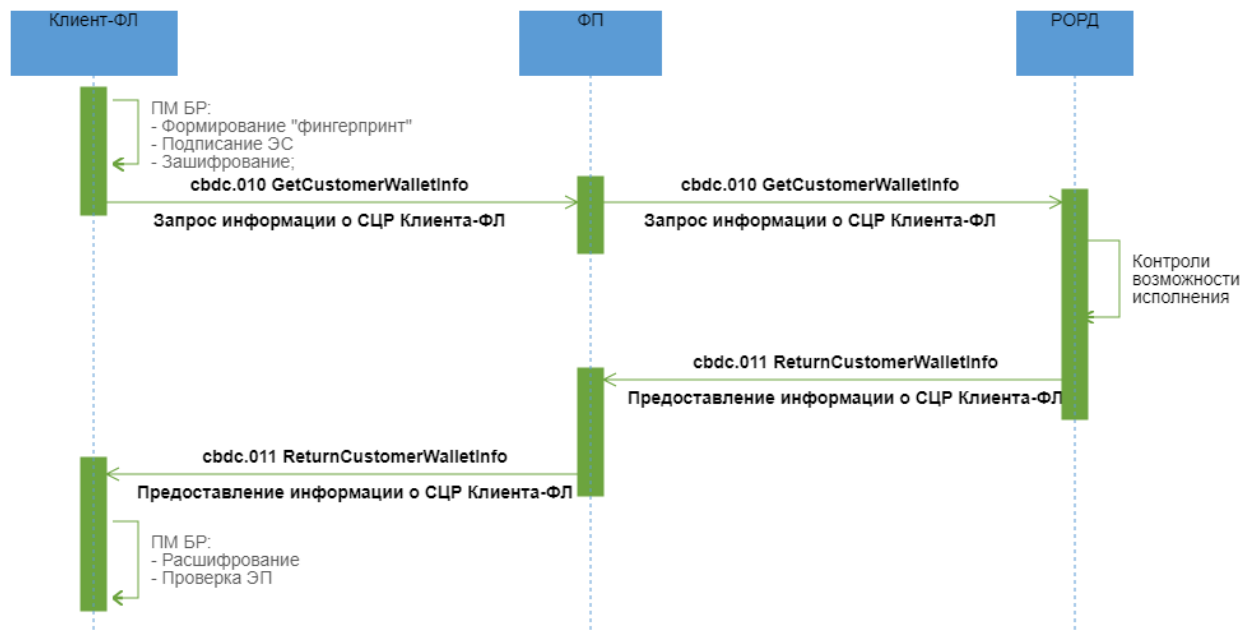 Клиент-ФЛ
ФП
РОРД
ПМ БР:
- Формирование "фингерпринт"
- Подписание ЭС
- Зашифрование;
cbdc.010 GetCustomerWalletInfo
Запрос информации о СЦР Клиента-ФЛ
cbdc.010 GetCustomerWalletInfo
Запрос информации о СЦР Клиента-ФЛ
Контроли
возможности
исполнения
cbdc.011 ReturnCustomerWalletInfo
Предоставление информации о СЦР Клиента-ФЛ
cbdc.011 ReturnCustomerWalletInfo
Предоставление информации о СЦР Клиента-ФЛ
ПМ БР:
- Расшифрование
- Проверка ЭП